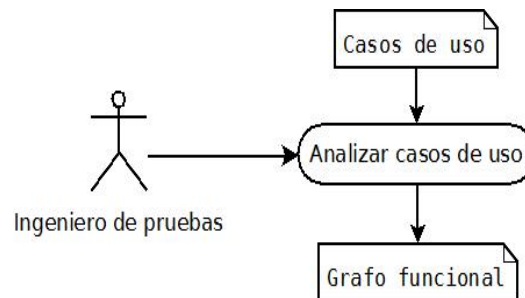 Casos de uso
Analizar casos de uso
Ingeniero de pruebas
Grafo funcional